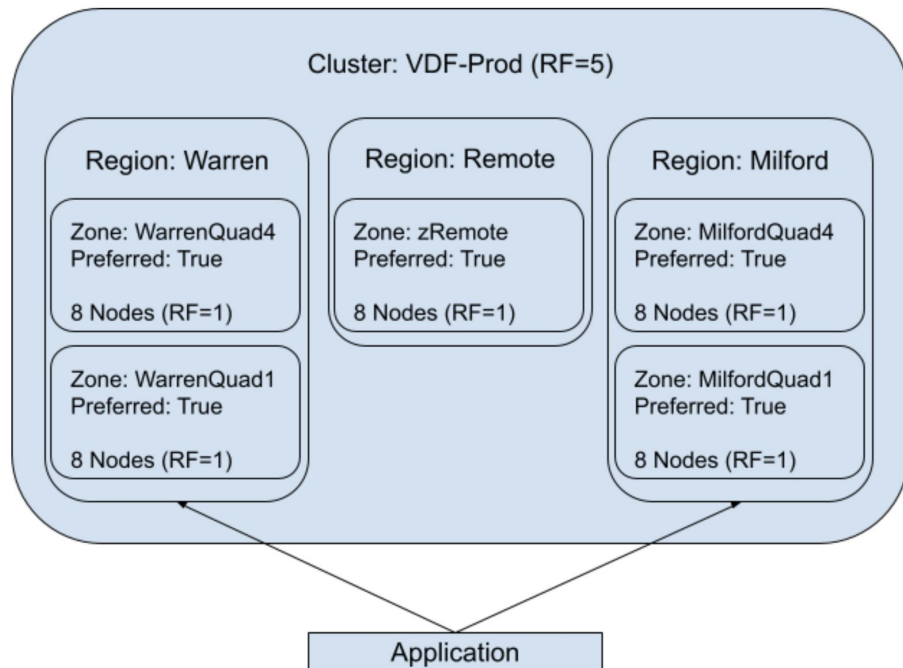 Cluster: VDF-Prod (RF=5)
Region: Warren
Zone: WarrenQuad4
Preferred: True
8 Nodes (RF=1)
Zone: WarrenQuad1
Preferred: True
8 Nodes (RF=1)
Region: Remote
Zone: zRemote
Preferred: True
8 Nodes (RF=1)
Region: Milford
Zone: MilfordQuad4
Preferred: True
8 Nodes (RF=1)
Zone: MilfordQuad1
Preferred: True
8 Nodes (RF=1)
Application